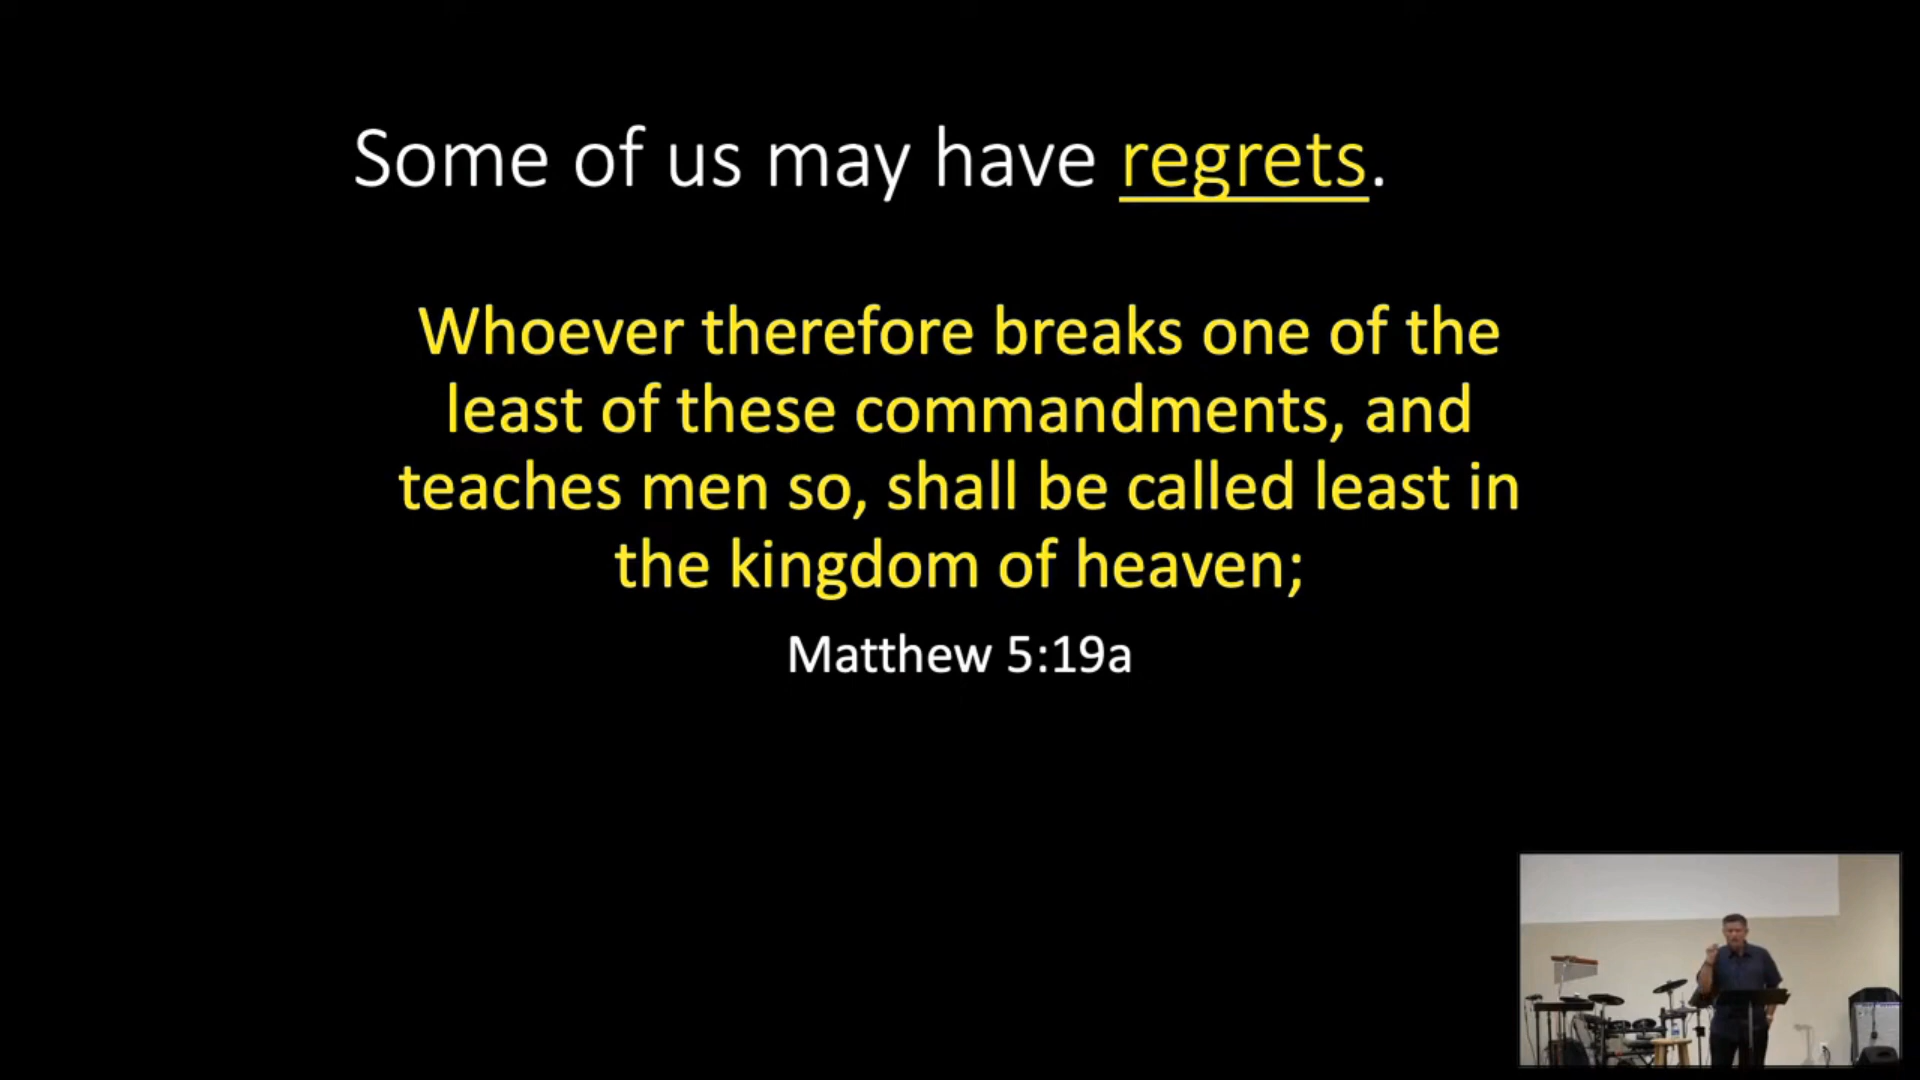 Some of us may have regrets.
Whoever therefore breaks one of the
least of these commandments, and
teaches men so, shall be called least in
the kingdom of heaven;
Matthew 5:19a